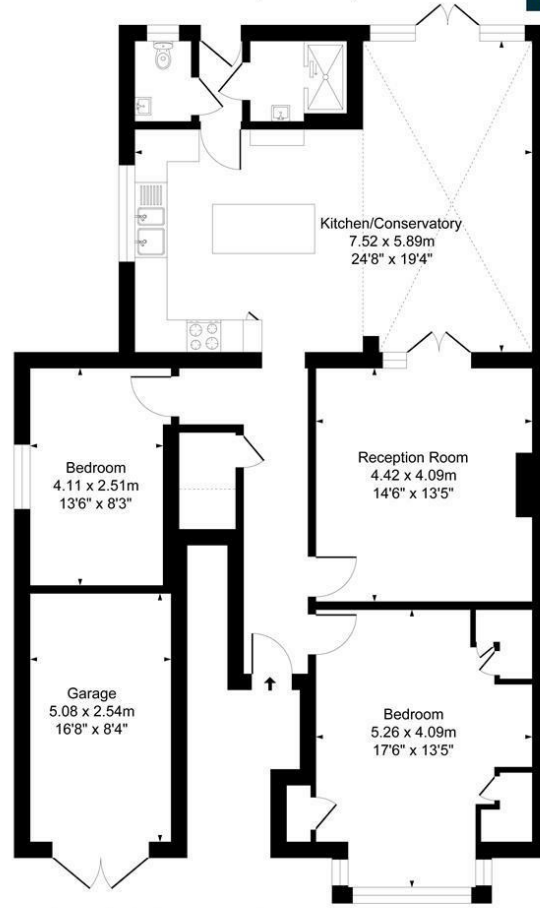 Kitchen/Conservatory
7.52 x 5.89m
24'8" x 19'4"
Bedroom
4.11 x 2.51m
13'6" x 8'3"
Reception Room
4.42 x 4.09m
14'6" x 13'5"
Garage
5.08 x 2.54m
16'8" x 8'4"
Bedroom
5.26 x 4.09m
17'6" x 13'5"